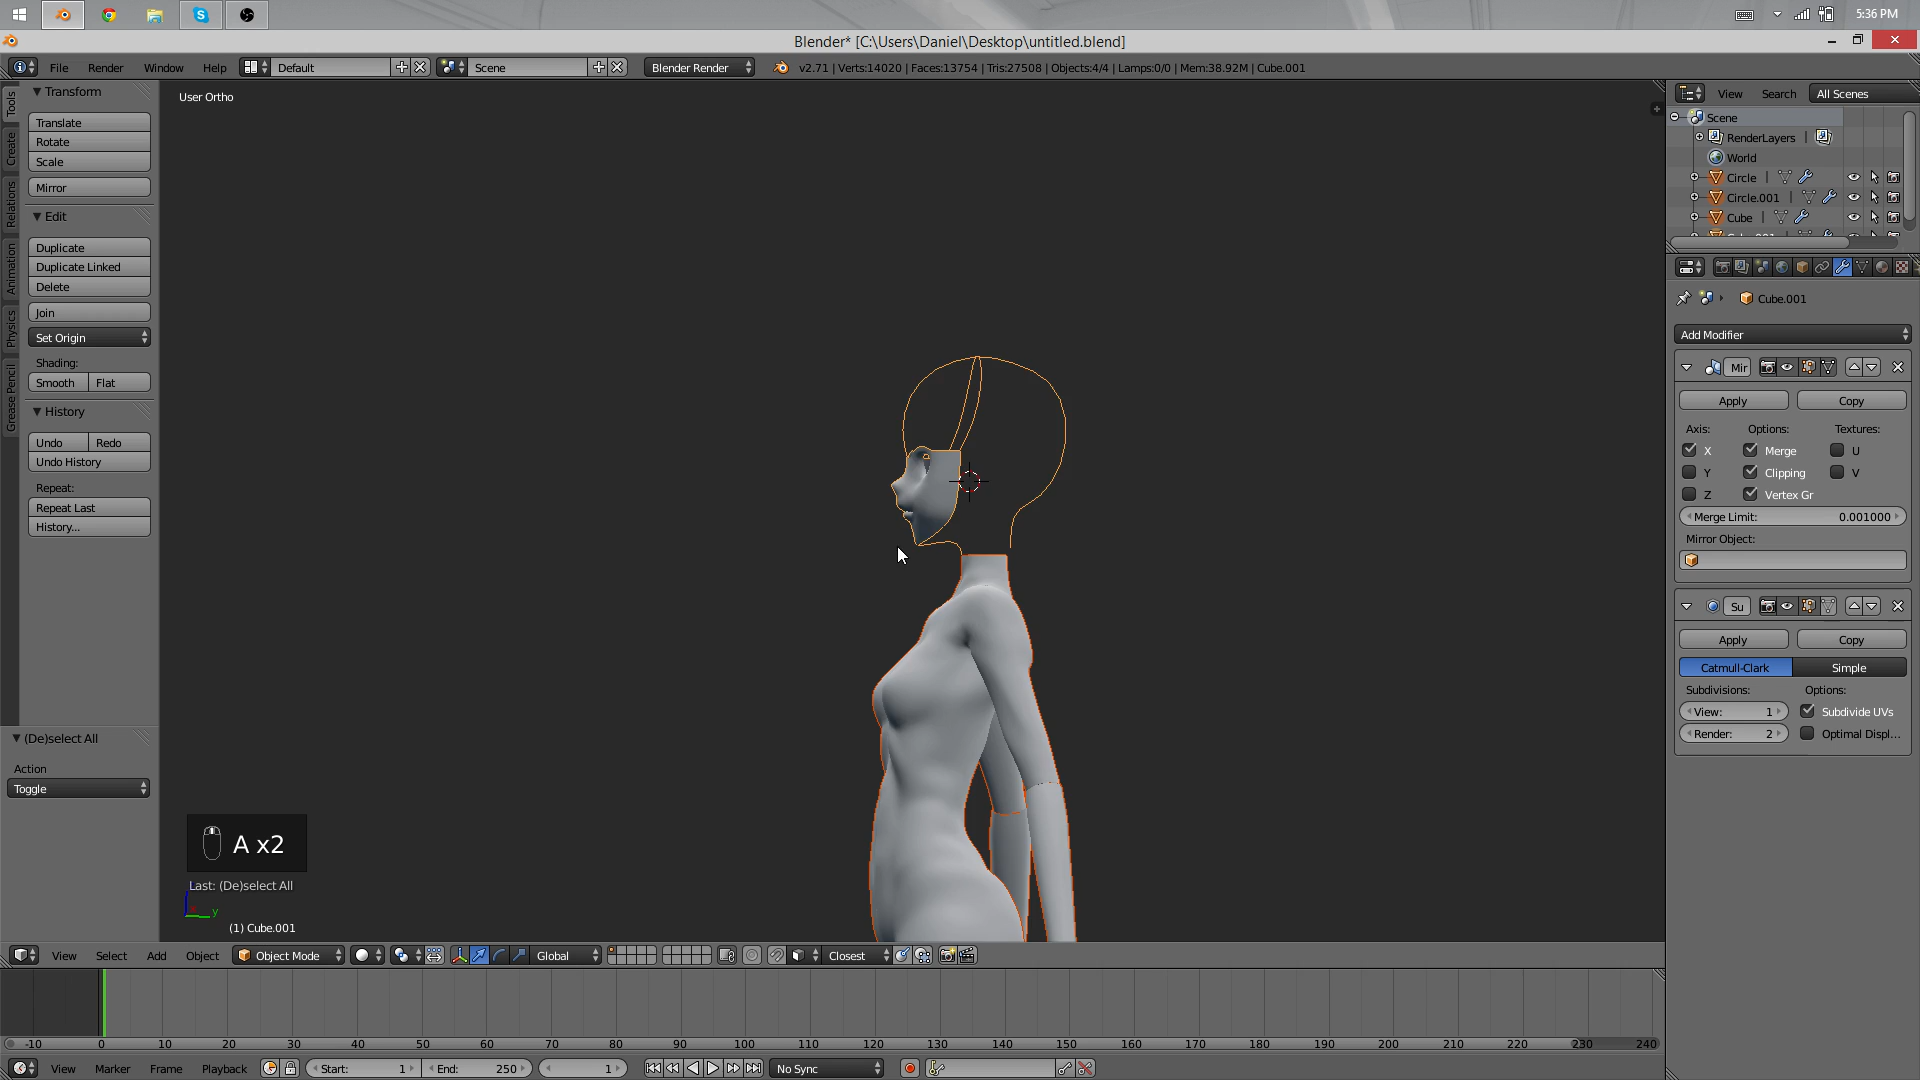 5:36 PM
Blender* [C:\Users\Daniel\Desktop\untitled.blend]
File Render Window Help Default Scene Blender Render v2.71 | Verts:14020 | Faces:13754 | Tris:27508 | Objects:4/4 | Lamps:0/0 | Mem:38.92M | Cube.001
Tools
Create
Relations
Animation
Physics
Grease Pencil
Transform
Translate
Rotate
Scale
Mirror
Edit
Duplicate
Duplicate Linked
Delete
Join
Set Origin
Shading:
Smooth Flat
History
Undo Redo
Undo History
Repeat:
Repeat Last
History...
(De)select All
Action
Toggle
User Ortho
A x2
Last: (De)select All
y
(1) Cube.001
View Search All Scenes
Scene
RenderLayers |
World
Circle |
Circle.001 |
Cube |
Cube.001
Add Modifier
Mir
Apply Copy
Axis: Options: Textures:
X Merge U
Y Clipping V
Z Vertex Gr
Merge Limit: 0.001000
Mirror Object:
Su
Apply Copy
Catmull-Clark Simple
Subdivisions: Options:
View: 1 Subdivide UVs
Render: 2 Optimal Displ...
View Select Add Object Object Mode Global Closest
-10 0 10 20 30 40 50 60 70 80 90 100 110 120 130 140 150 160 170 180 190 200 210 220 230 240
View Marker Frame Playback Start: 1 End: 250 1 No Sync